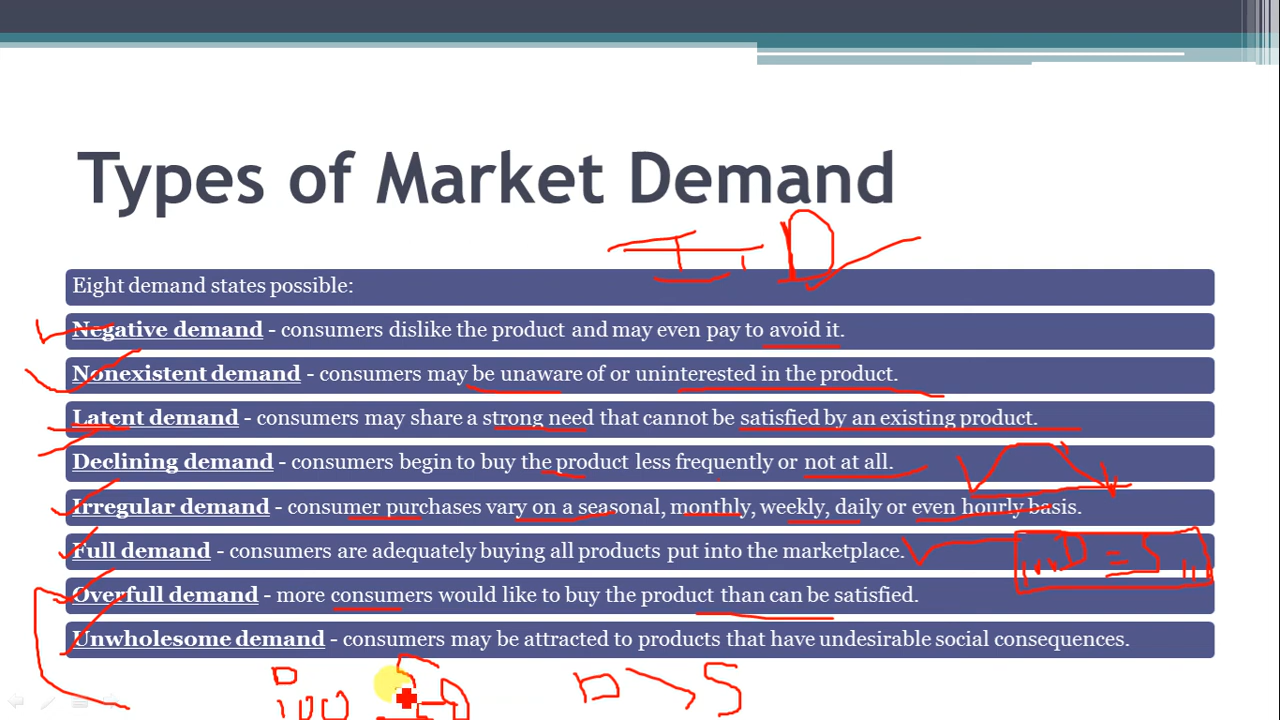 Types of Market Demand
I, D
Eight demand states possible:
Negative demand - consumers dislike the product and may even pay to avoid it.
Nonexistent demand - consumers may be unaware of or uninterested in the product.
Latent demand - consumers may share a strong need that cannot be satisfied by an existing product.
Declining demand - consumers begin to buy the product less frequently or not at all.
Irregular demand - consumer purchases vary on a seasonal, monthly, weekly, daily or even hourly basis.
Full demand - consumers are adequately buying all products put into the marketplace.
D = S
Overfull demand - more consumers would like to buy the product than can be satisfied.
Unwholesome demand - consumers may be attracted to products that have undesirable social consequences.
D S D > S
100